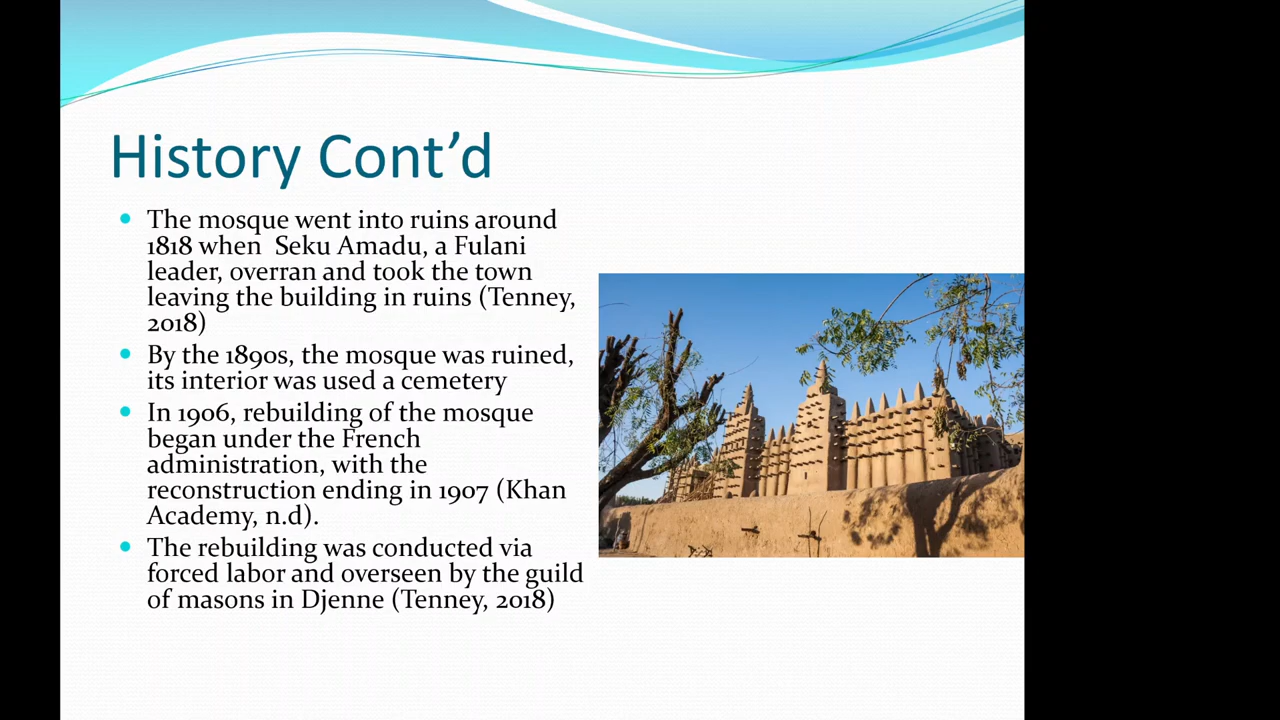 History Cont’d
The mosque went into ruins around
1818 when  Seku Amadu, a Fulani
leader, overran and took the town
leaving the building in ruins (Tenney,
2018)
By the 1890s, the mosque was ruined,
its interior was used a cemetery
In 1906, rebuilding of the mosque
began under the French
administration, with the
reconstruction ending in 1907 (Khan
Academy, n.d).
The rebuilding was conducted via
forced labor and overseen by the guild
of masons in Djenne (Tenney, 2018)